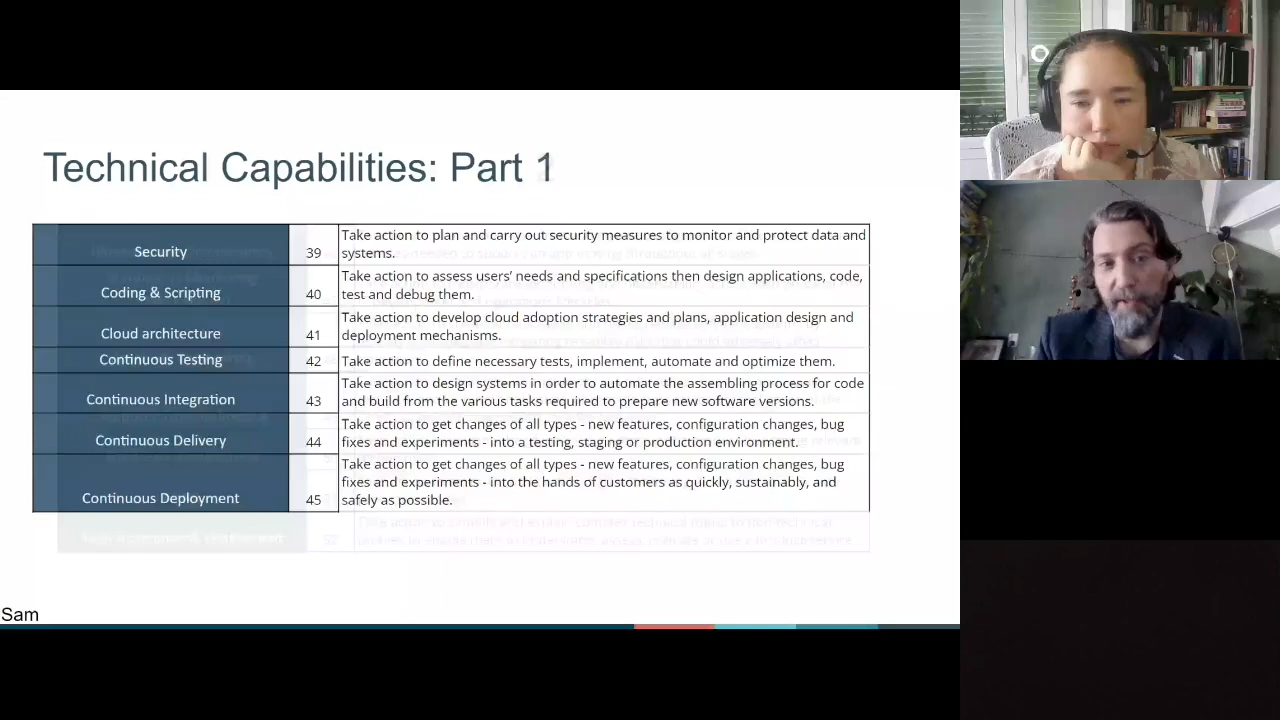 Technical Capabilities: Part 1
Security 39 Take action to plan and carry out security measures to monitor and protect data and
systems.
Coding & Scripting 40 Take action to assess users’ needs and specifications then design applications, code,
test and debug them.
Cloud architecture 41 Take action to develop cloud adoption strategies and plans, application design and
deployment mechanisms.
Continuous Testing 42 Take action to define necessary tests, implement, automate and optimize them.
Continuous Integration 43 Take action to design systems in order to automate the assembling process for code
and build from the various tasks required to prepare new software versions.
Continuous Delivery 44 Take action to get changes of all types - new features, configuration changes, bug
fixes and experiments - into a testing, staging or production environment.
Continuous Deployment 45 Take action to get changes of all types - new features, configuration changes, bug
fixes and experiments - into the hands of customers as quickly, sustainably, and
safely as possible.
Sam